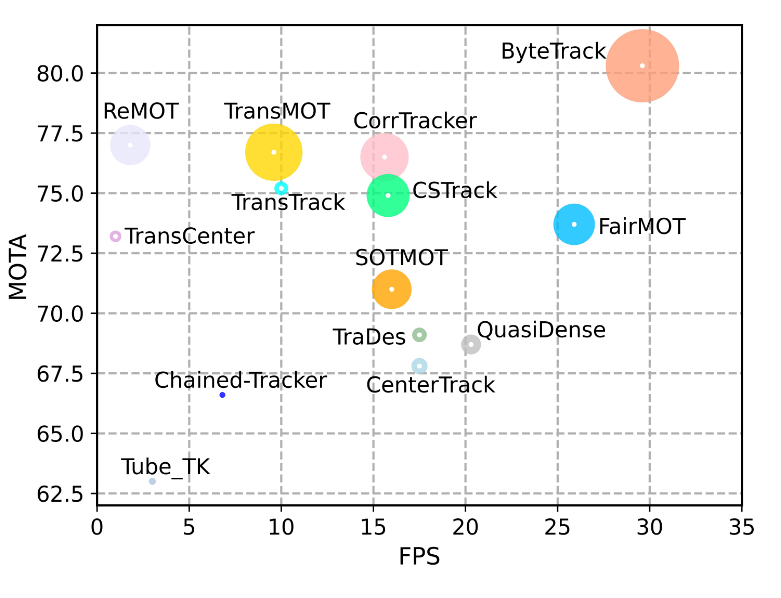 ByteTrack
80.0
ReMOT
TransMOT
CorrTracker
77.5
75.0
CSTrack
TransTrack
FairMOT
TransCenter
72.5
SOTMOT
MOTA
70.0
TraDes
QuasiDense
67.5
Chained-Tracker
CenterTrack
65.0
Tube_TK
62.5
0 5 10 15 20 25 30 35
FPS